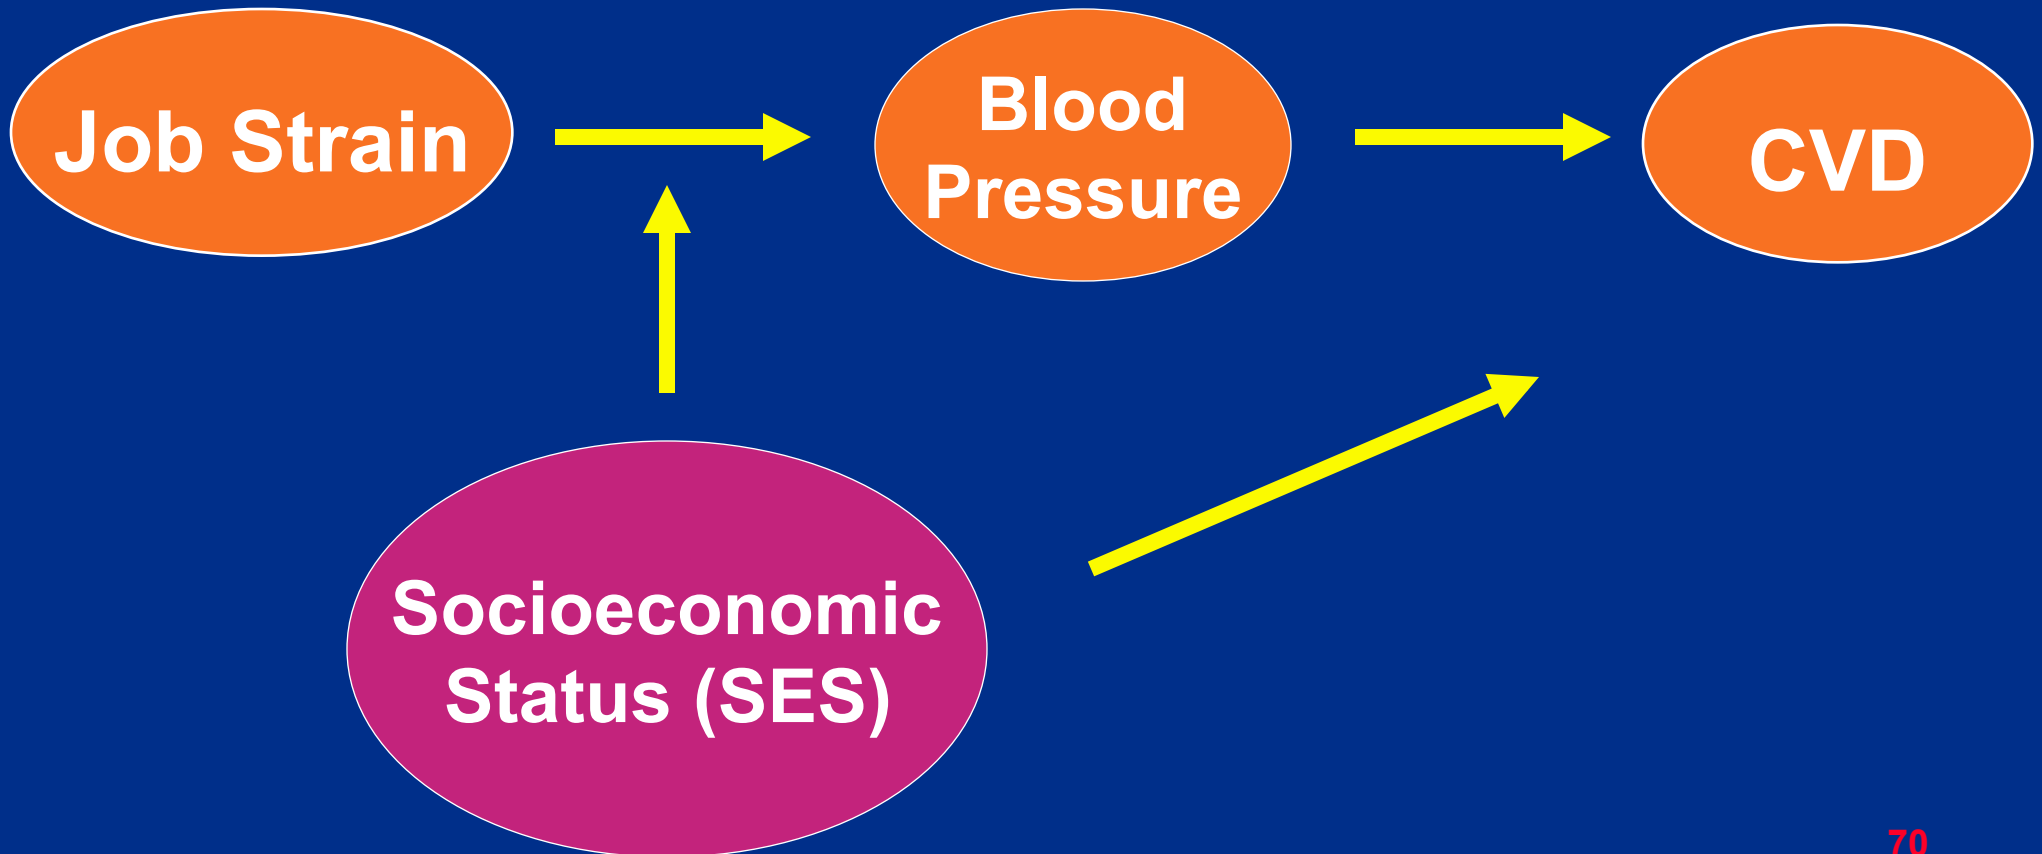 Job Strain
Blood
Pressure
CVD
Socioeconomic
Status (SES)
70